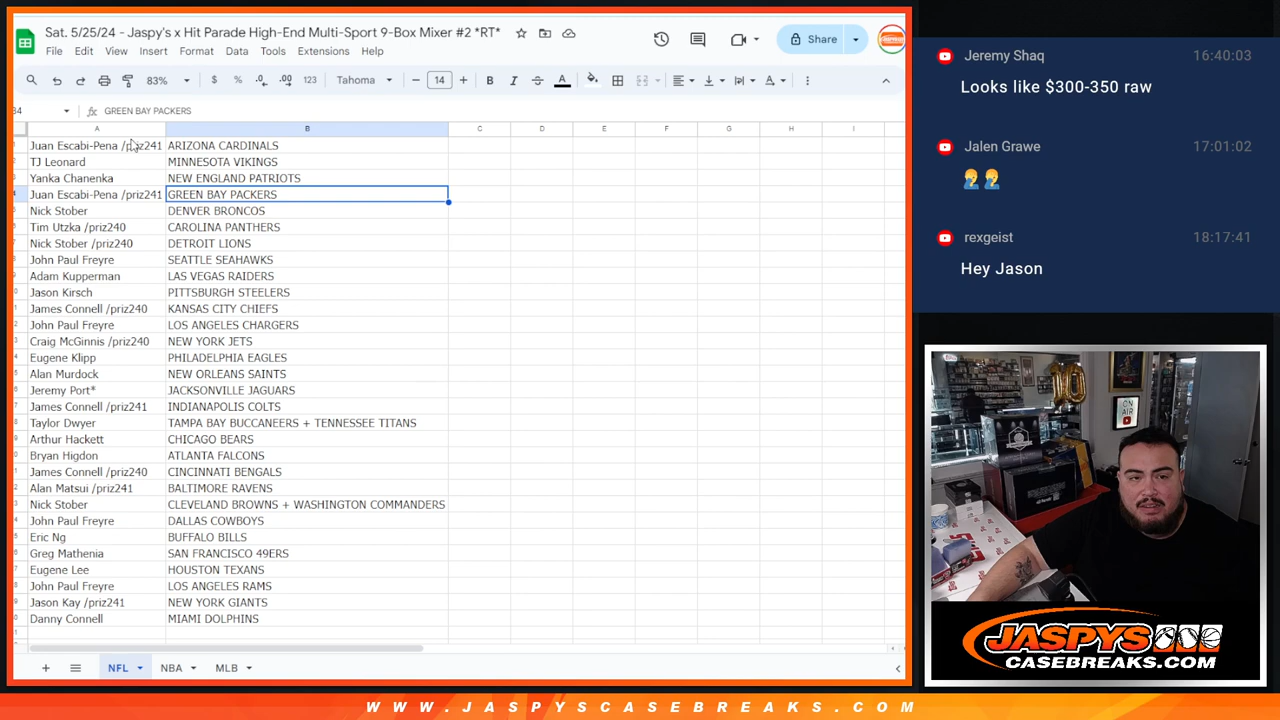 Sat. 5/25/24 - Jaspy's x Hit Parade High-End Multi-Sport 9-Box Mixer #2 *RT*
File Edit View Insert Format Data Tools Extensions Help
Share
83% $ % .0 .00 123 Tahoma 14 B I A
GREEN BAY PACKERS
A B C D E F G H I
Juan Escabi-Pena /priz241 ARIZONA CARDINALS
TJ Leonard MINNESOTA VIKINGS
Yanka Chanenka NEW ENGLAND PATRIOTS
Juan Escabi-Pena /priz241 GREEN BAY PACKERS
Nick Stober DENVER BRONCOS
Tim Utzka /priz240 CAROLINA PANTHERS
Nick Stober /priz240 DETROIT LIONS
John Paul Freyre SEATTLE SEAHAWKS
Adam Kupperman LAS VEGAS RAIDERS
Jason Kirsch PITTSBURGH STEELERS
James Connell /priz240 KANSAS CITY CHIEFS
John Paul Freyre LOS ANGELES CHARGERS
Craig McGinnis /priz240 NEW YORK JETS
Eugene Klipp PHILADELPHIA EAGLES
Alan Murdock NEW ORLEANS SAINTS
Jeremy Port* JACKSONVILLE JAGUARS
James Connell /priz241 INDIANAPOLIS COLTS
Taylor Dwyer TAMPA BAY BUCCANEERS + TENNESSEE TITANS
Arthur Hackett CHICAGO BEARS
Bryan Higdon ATLANTA FALCONS
James Connell /priz240 CINCINNATI BENGALS
Alan Matsui /priz241 BALTIMORE RAVENS
Nick Stober CLEVELAND BROWNS + WASHINGTON COMMANDERS
John Paul Freyre DALLAS COWBOYS
Eric Ng BUFFALO BILLS
Greg Mathenia SAN FRANCISCO 49ERS
Eugene Lee HOUSTON TEXANS
John Paul Freyre LOS ANGELES RAMS
Jason Kay /priz241 NEW YORK GIANTS
Danny Connell MIAMI DOLPHINS
NFL NBA MLB
Jeremy Shaq 16:40:03
Looks like $300-350 raw
Jalen Grawe 17:01:02
rexgeist 18:17:41
Hey Jason
10
ON AIR
JASPYS
CASEBREAKS.COM
WWW.JASPYSCASEBREAKS.COM